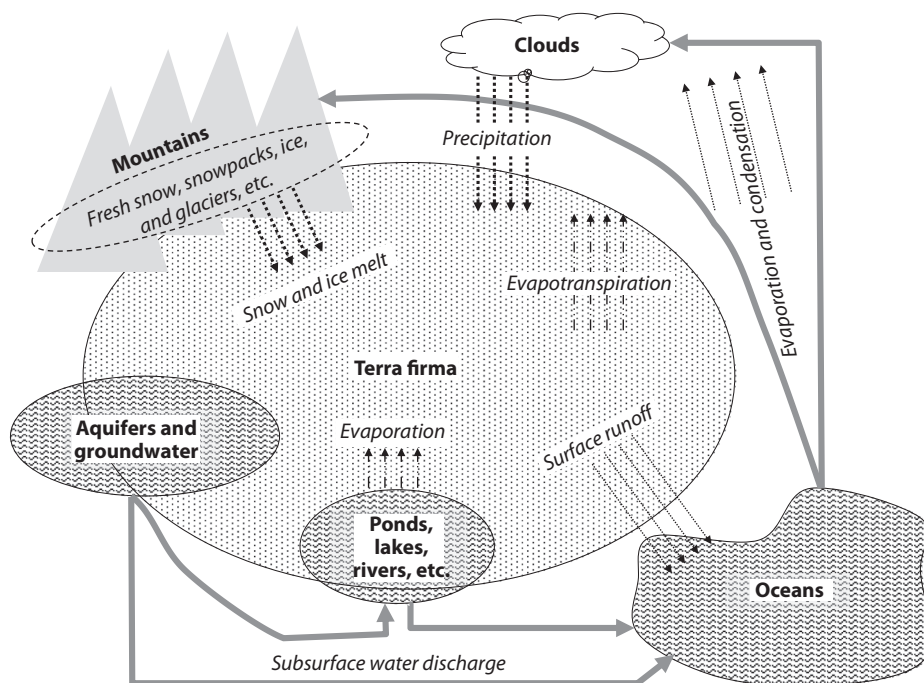 Clouds
Mountains
Precipitation
Fresh snow, snowpacks, ice,
and glaciers, etc.
Evaporation and condensation
Snow and ice melt
Evapotranspiration
Terra firma
Aquifers and
groundwater
Evaporation
Surface runoff
Ponds,
lakes,
rivers, etc.
Oceans
Subsurface water discharge